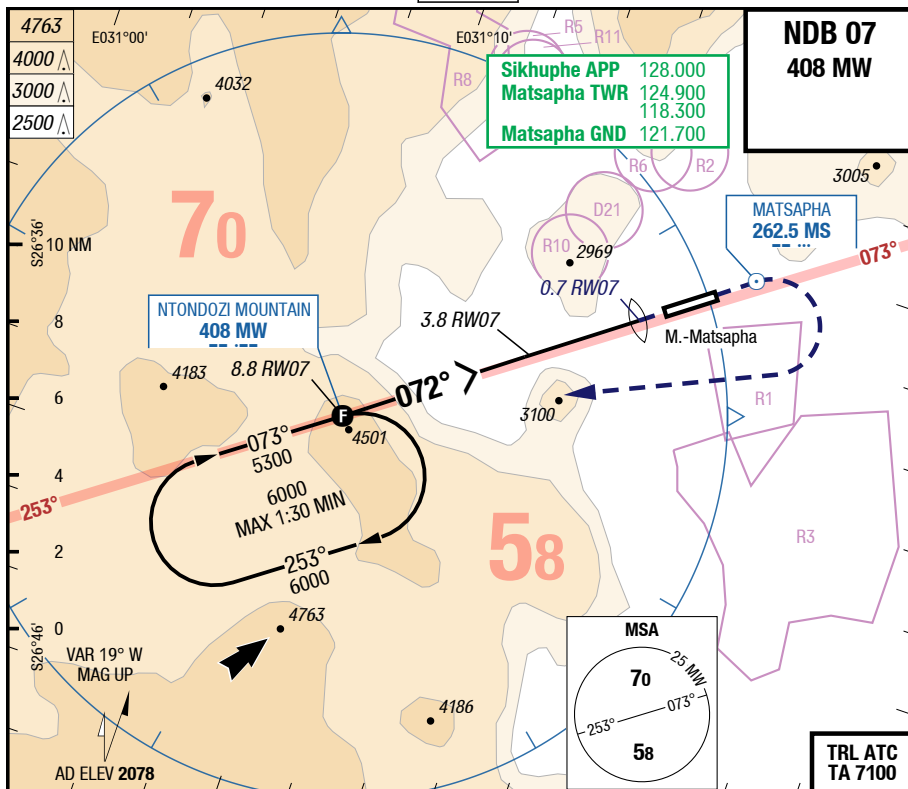 4763
4000
3000
2500
E031°00'
E031°10'
R5
R11
R8
4032
Sikhuphe APP 128.000
Matsapha TWR 124.900
118.300
Matsapha GND 121.700
NDB 07
408 MW
R6
R2
3005
S26°36'
10 NM
70
D21
R10
2969
MATSAPHA
262.5 MS
073°
0.7 RW07
NTONDOZI MOUNTAIN
408 MW
8
3.8 RW07
M.-Matsapha
8.8 RW07
072°
4183
6
F
3100
R1
4501
073°
5300
4
6000
MAX 1:30 MIN
253°
58
R3
2
253°
6000
4763
0
S26°46'
MSA
25 MW
70
073°
253°
58
VAR 19° W
MAG UP
4186
AD ELEV 2078
TRL ATC
TA 7100